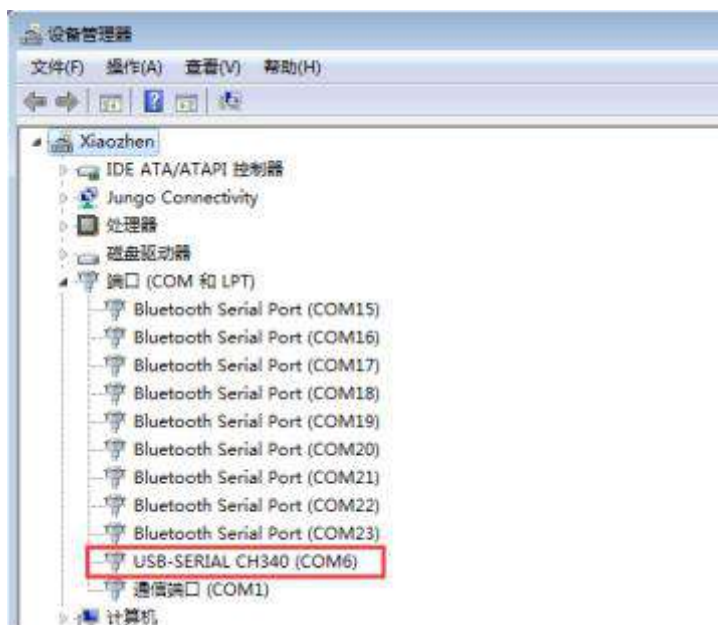 设备管理器
文件(F) 操作(A) 查看(V) 帮助(H)
Xiaozhen
IDE ATA/ATAPI 控制器
Jungo Connectivity
处理器
磁盘驱动器
端口 (COM 和 LPT)
Bluetooth Serial Port (COM15)
Bluetooth Serial Port (COM16)
Bluetooth Serial Port (COM17)
Bluetooth Serial Port (COM18)
Bluetooth Serial Port (COM19)
Bluetooth Serial Port (COM20)
Bluetooth Serial Port (COM21)
Bluetooth Serial Port (COM22)
Bluetooth Serial Port (COM23)
USB-SERIAL CH340 (COM6)
通信端口 (COM1)
计算机